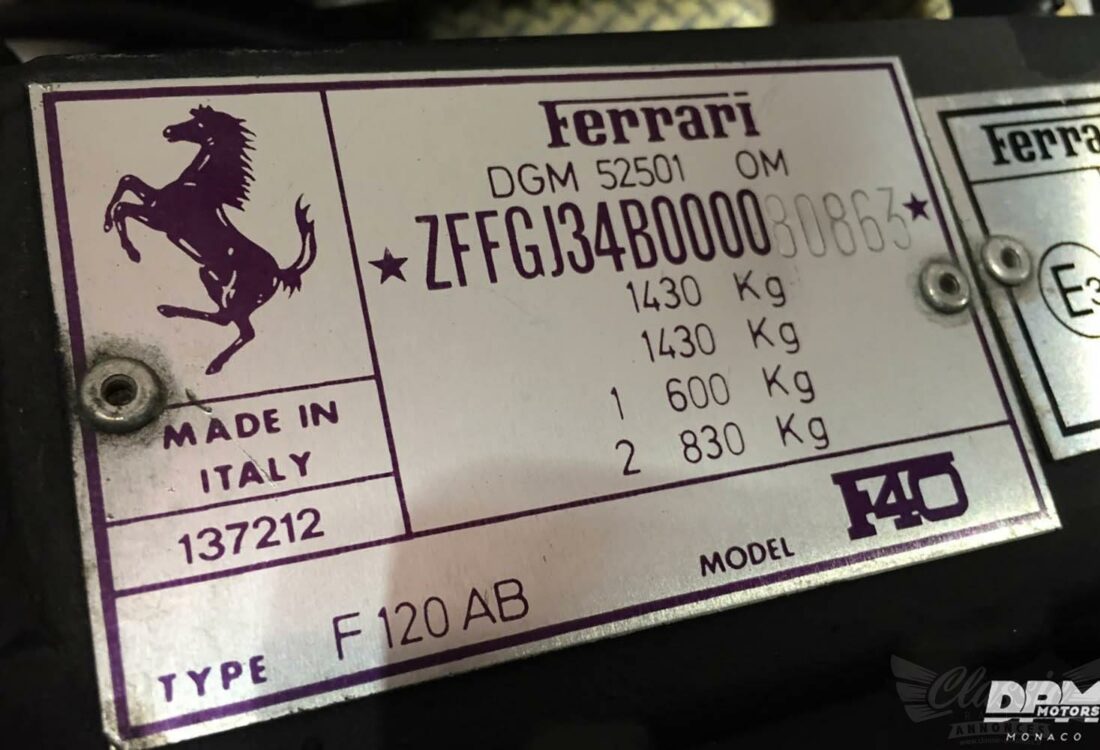 Ferrari
DGM 52501 OM
★ ZFFGJ34B000080863 ★
1430 Kg
1430 Kg
1 600 Kg
2 830 Kg
MADE IN
ITALY
137212
MODEL F40
TYPE F 120 AB
Ferra
E3
DPM
MOTORS
MONACO